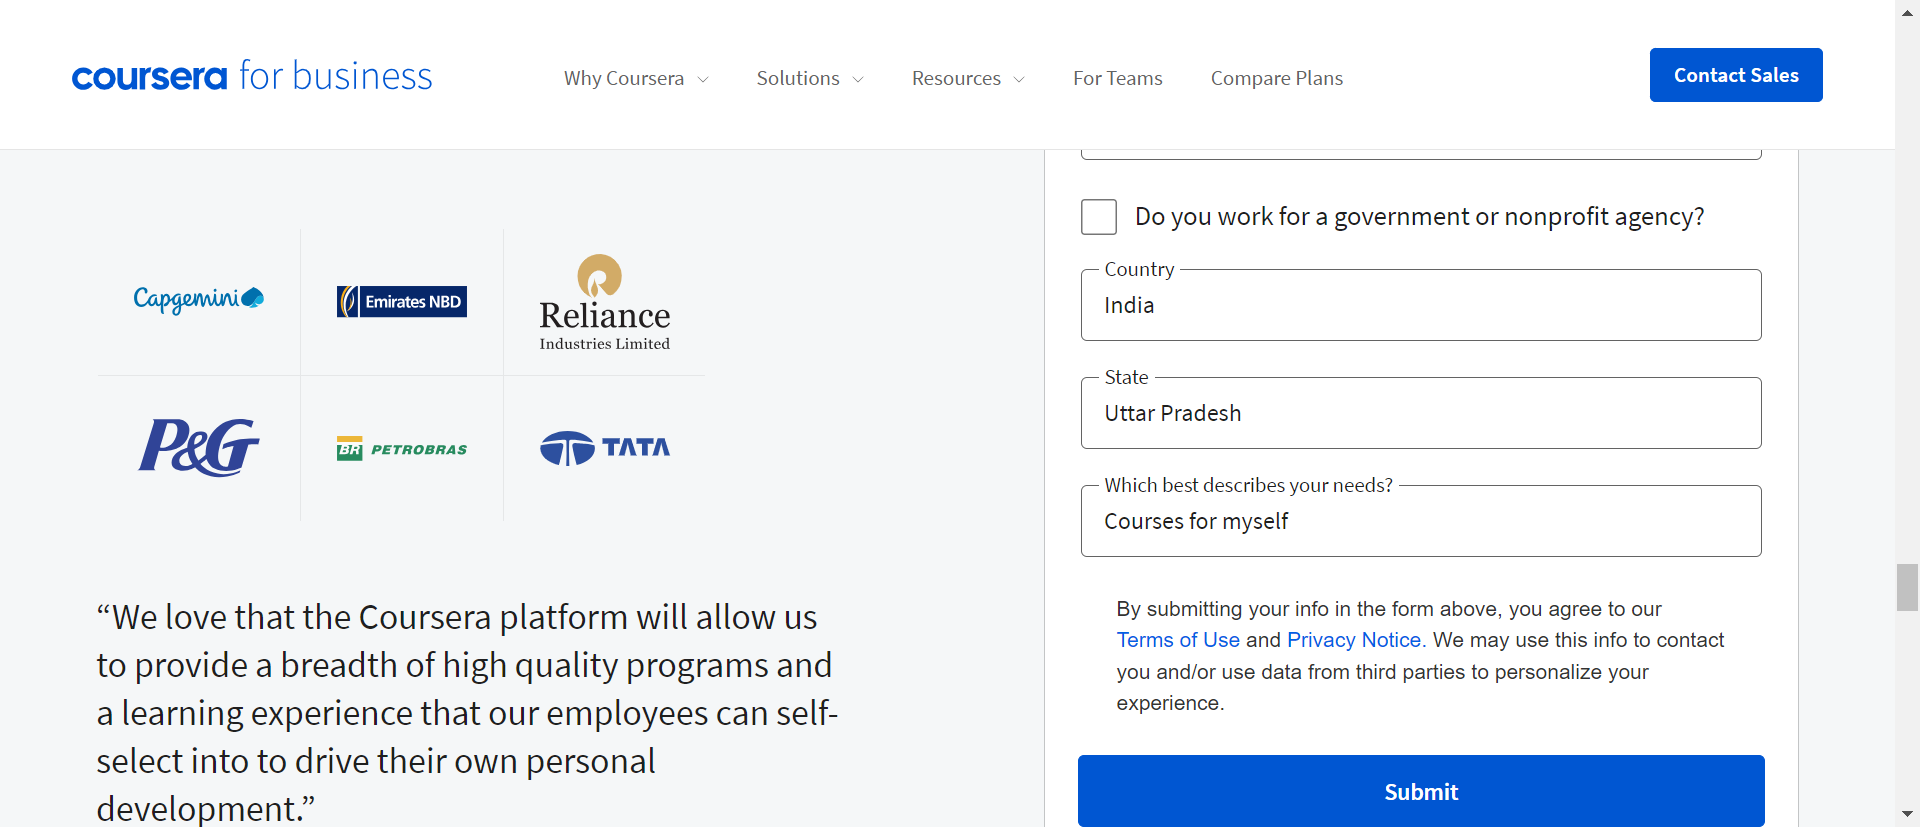 coursera for business
Why Coursera
Solutions
Resources
For Teams
Compare Plans
Contact Sales
Capgemini
Emirates NBD
Reliance
Industries Limited
P&G
BR PETROBRAS
TATA
“We love that the Coursera platform will allow us
to provide a breadth of high quality programs and
a learning experience that our employees can self-
select into to drive their own personal
development.”
Do you work for a government or nonprofit agency?
Country
India
State
Uttar Pradesh
Which best describes your needs?
Courses for myself
By submitting your info in the form above, you agree to our
Terms of Use and Privacy Notice. We may use this info to contact
you and/or use data from third parties to personalize your
experience.
Submit